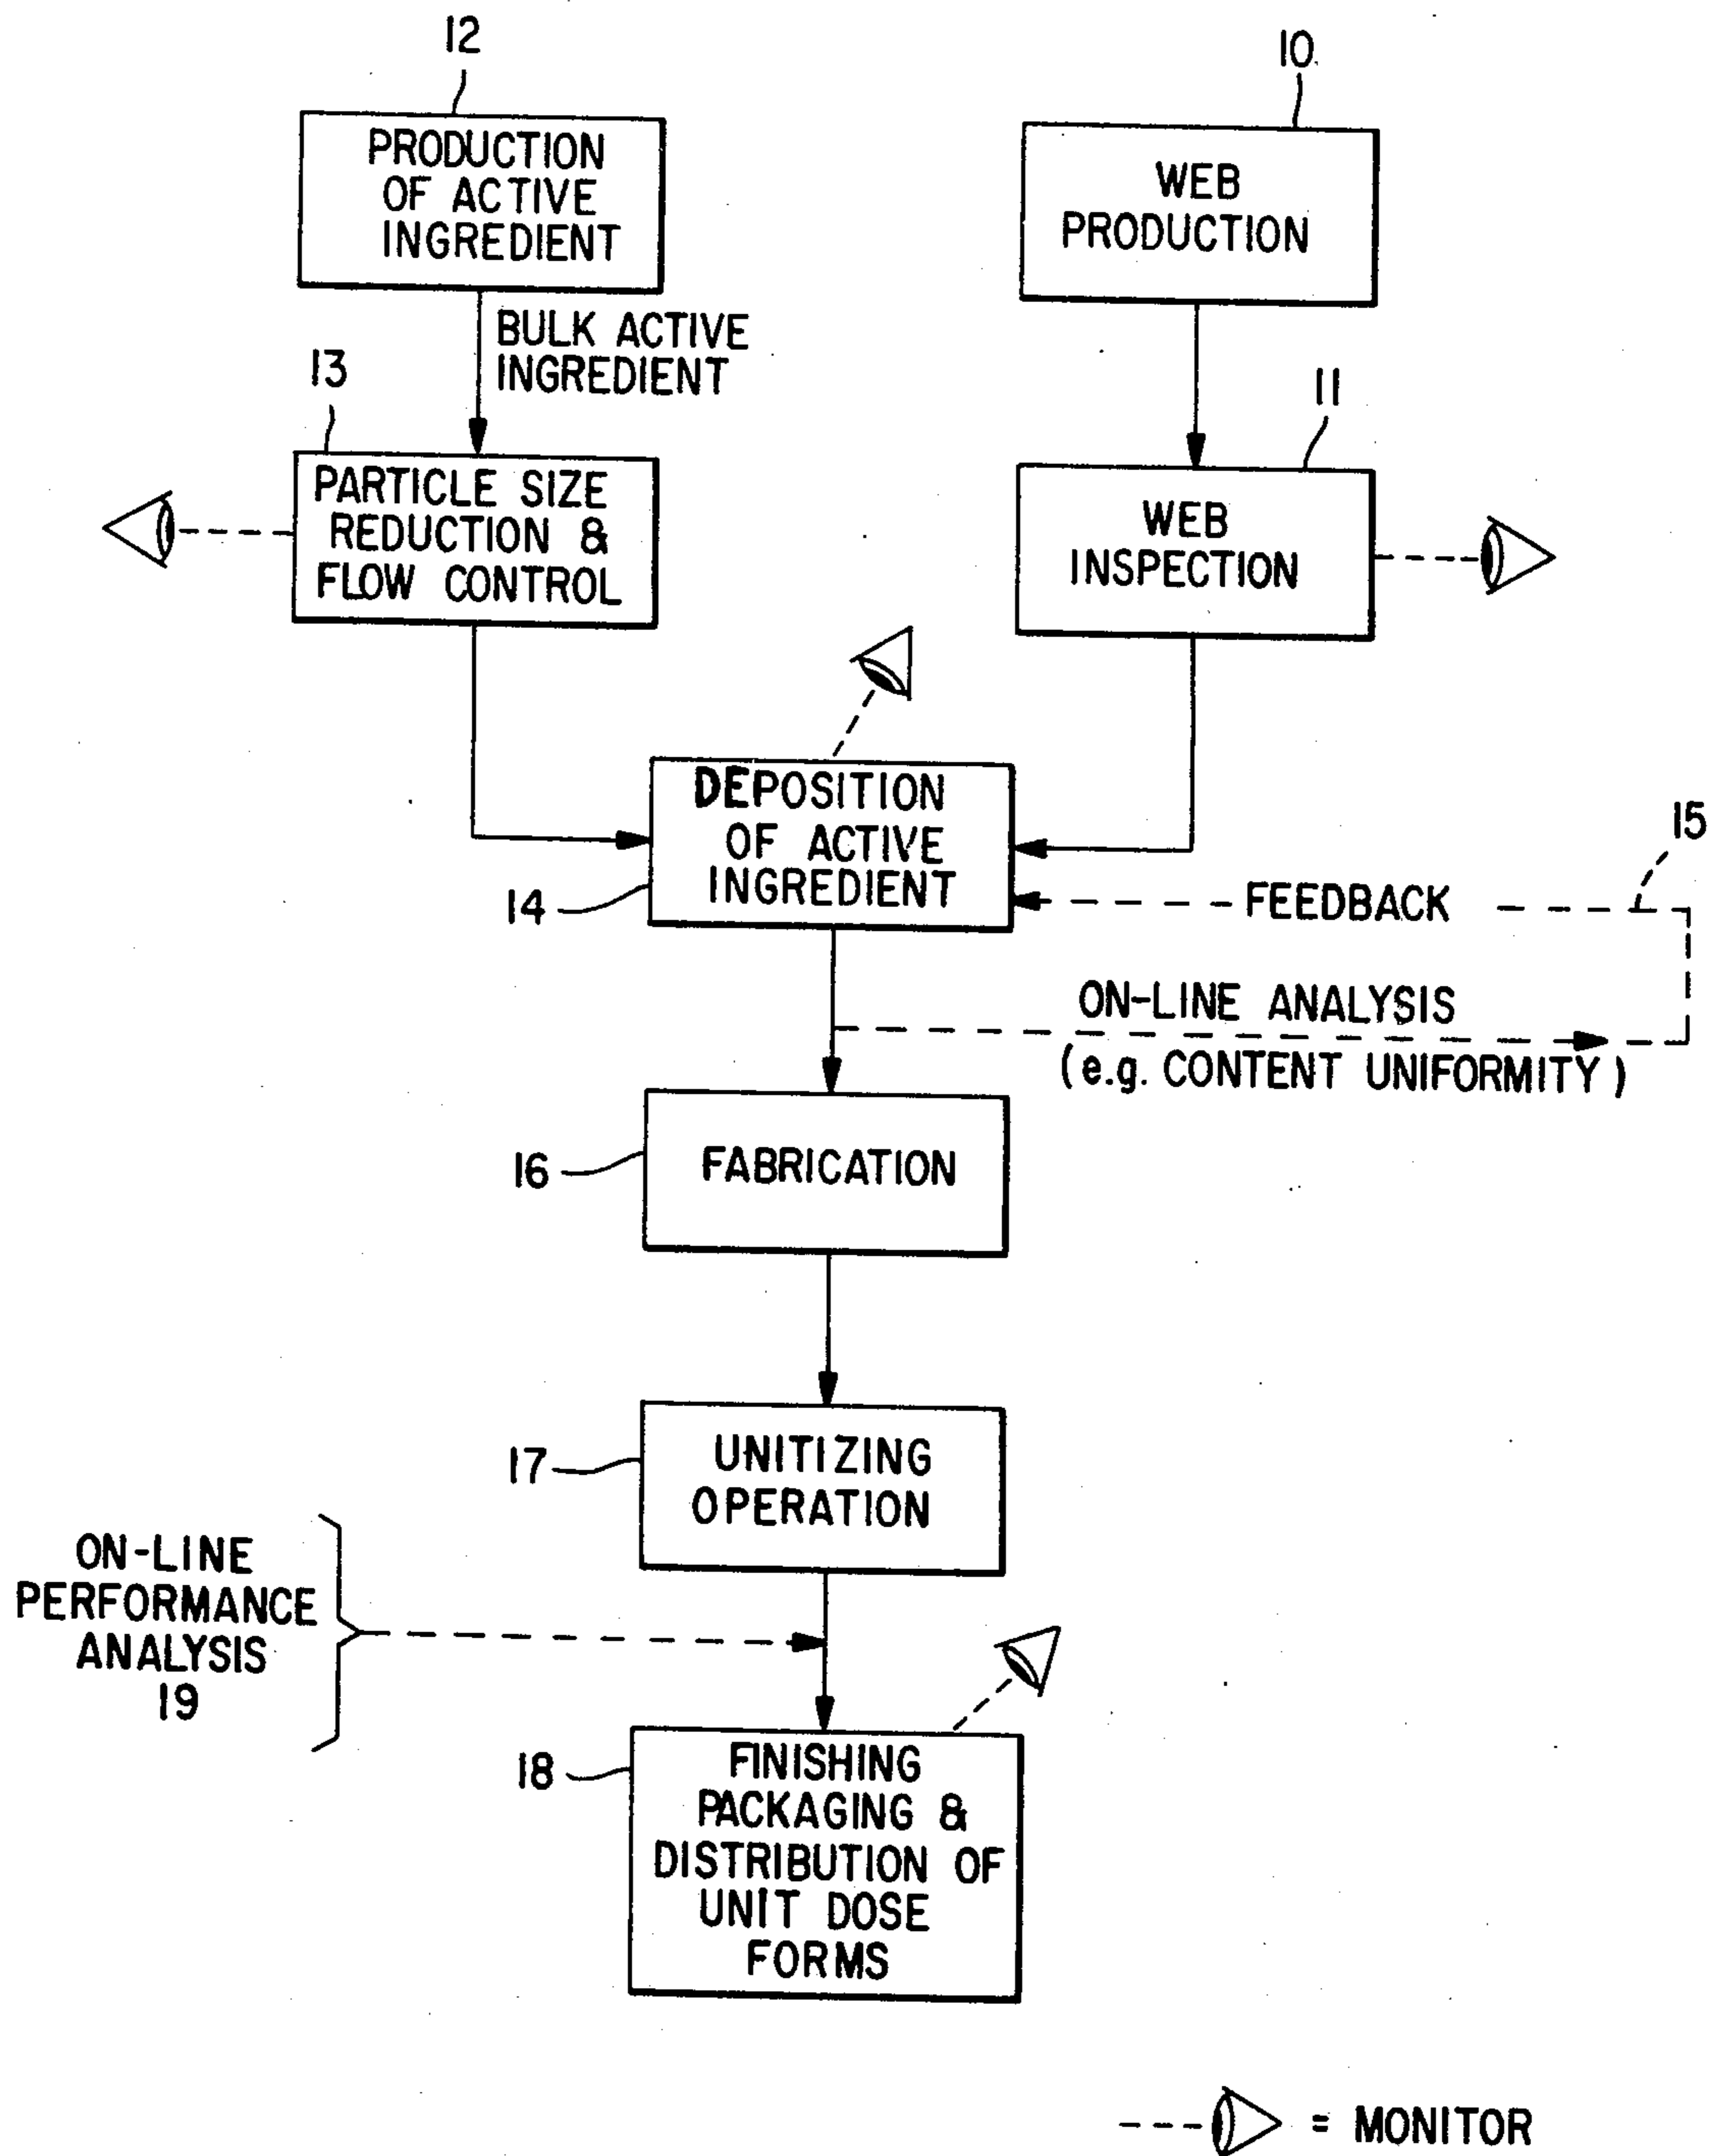 12
10
PRODUCTION
OF ACTIVE
INGREDIENT
WEB
PRODUCTION
BULK ACTIVE
INGREDIENT
13
11
PARTICLE SIZE
REDUCTION &
FLOW CONTROL
WEB
INSPECTION
DEPOSITION
OF ACTIVE
INGREDIENT
14
15
FEEDBACK
ON-LINE ANALYSIS
(e.g. CONTENT UNIFORMITY)
16
FABRICATION
17
UNITIZING
OPERATION
ON-LINE
PERFORMANCE
ANALYSIS
19
18
FINISHING
PACKAGING &
DISTRIBUTION OF
UNIT DOSE
FORMS
= MONITOR